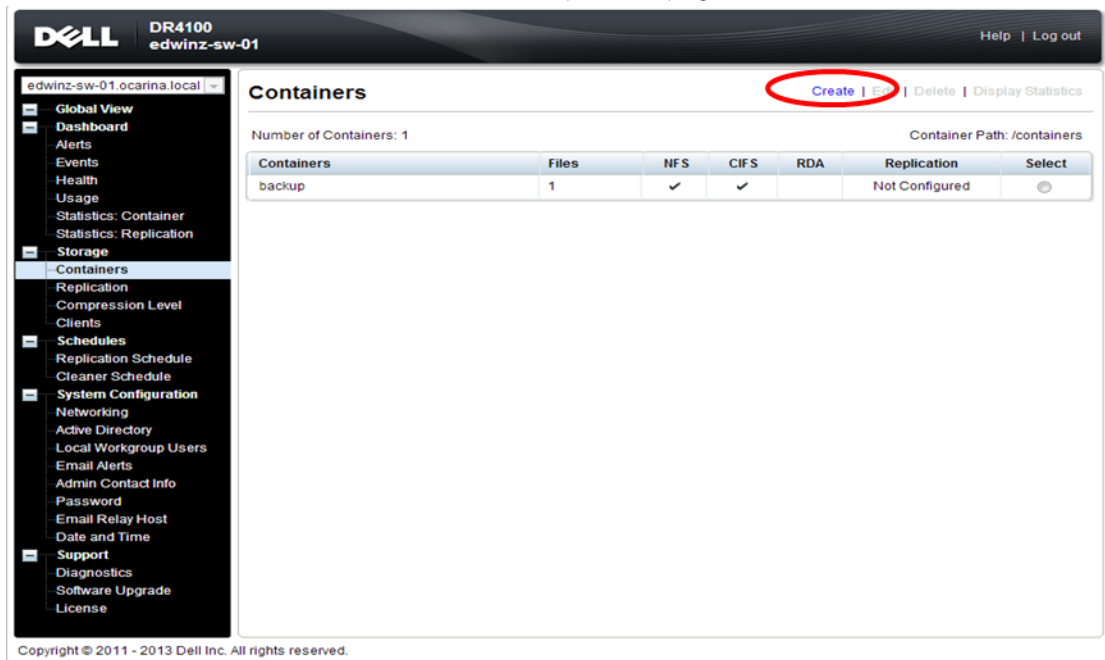 DELL
DR4100
edwinz-sw-01
Help | Log out
edwinz-sw-01.ocarina.local
Global View
Dashboard
Alerts
Events
Health
Usage
Statistics: Container
Statistics: Replication
Storage
Containers
Replication
Compression Level
Clients
Schedules
Replication Schedule
Cleaner Schedule
System Configuration
Networking
Active Directory
Local Workgroup Users
Email Alerts
Admin Contact Info
Password
Email Relay Host
Date and Time
Support
Diagnostics
Software Upgrade
License
Containers
Create | Edit | Delete | Display Statistics
Number of Containers: 1
Container Path: /containers
Containers Files NFS CIFS RDA Replication Select
backup 1 ✔ ✔ Not Configured
Copyright © 2011 - 2013 Dell Inc. All rights reserved.